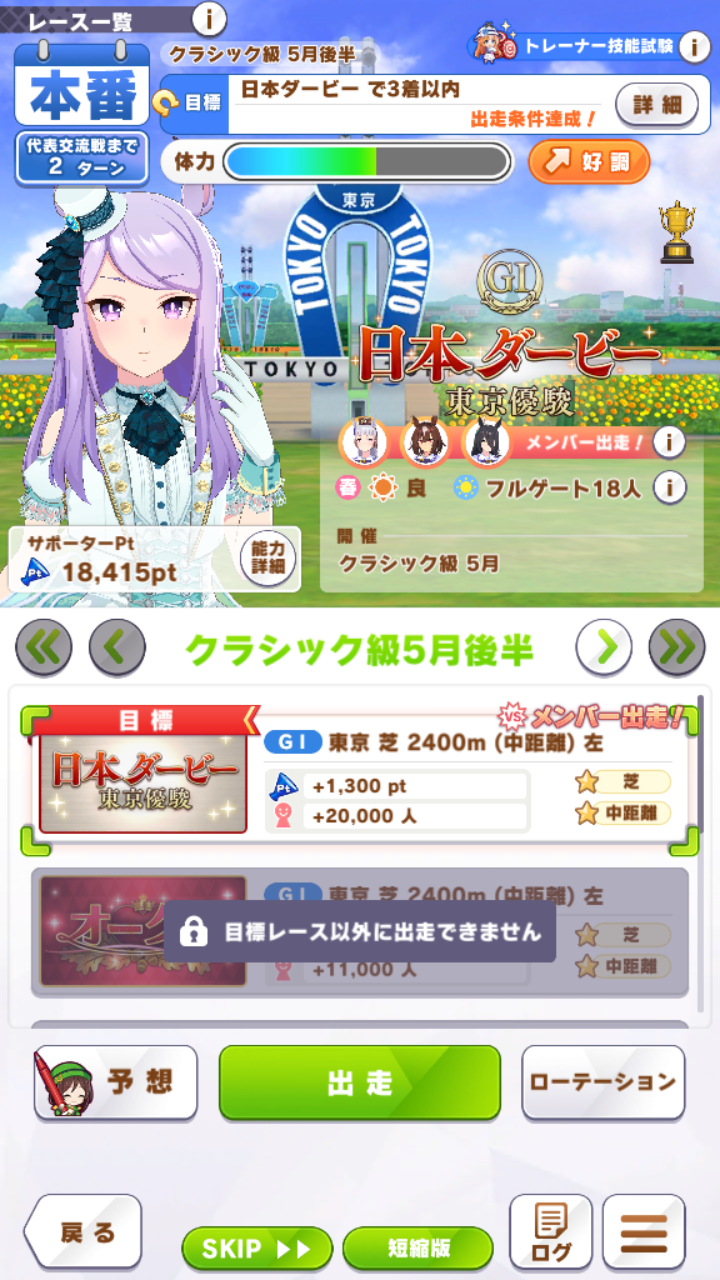 レース一覧
クラシック級 5月後半
トレーナー技能試験
本番
目標
日本ダービー で3着以内
出走条件達成！
詳細
代表交流戦まで
2 ターン
体力
好調
東京
TOKYO
TOKYO
TOKYO
GI
日本ダービー
東京優駿
メンバー出走！
春
良
フルゲート18人
開催
クラシック級 5月
サポーターPt
Pt
18,415pt
能力
詳細
クラシック級5月後半
目標
VS メンバー出走！
日本ダービー
東京優駿
GI 東京 芝 2400m (中距離) 左
Pt +1,300 pt
+20,000 人
芝
中距離
GI 東京 芝 2400m (中距離) 左
オーク
目標レース以外に出走できません
芝
+11,000 人
中距離
予想
出走
ローテーション
戻る
SKIP
短縮版
ログ